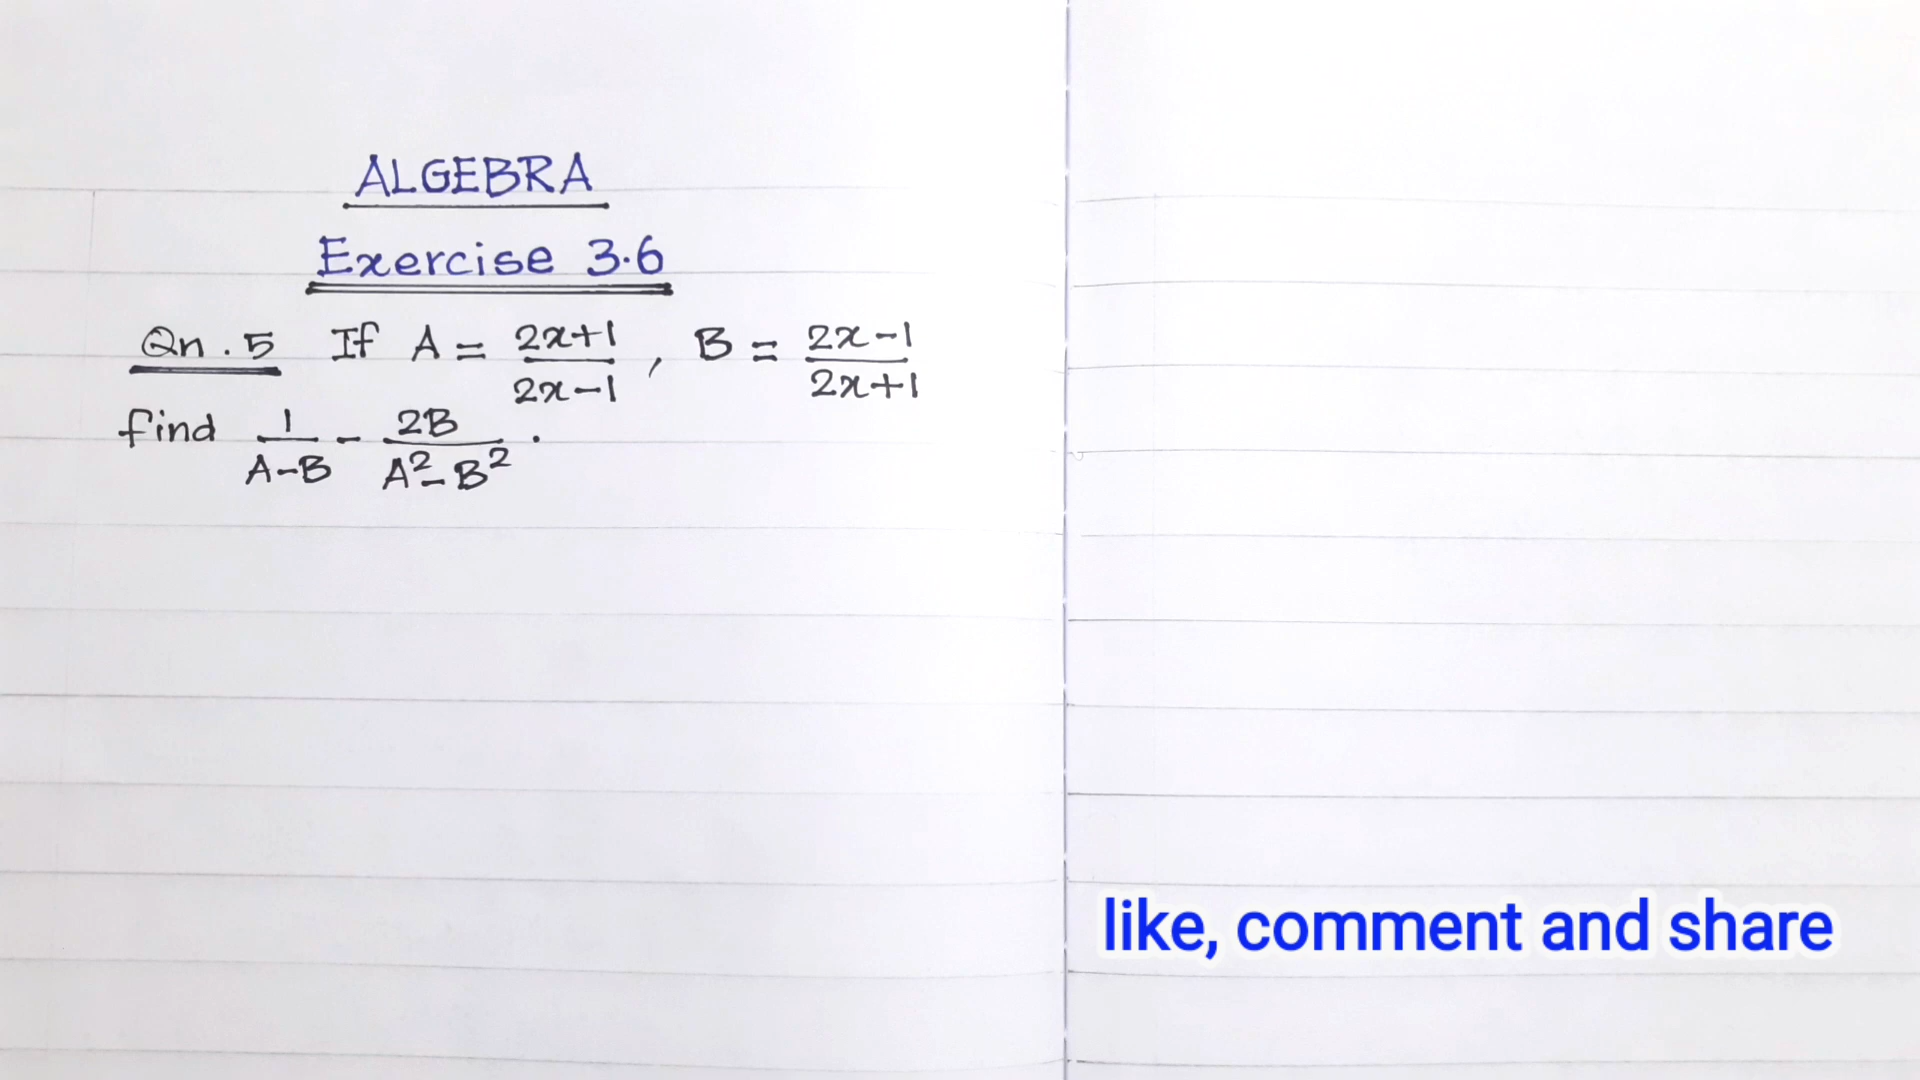 ALGEBRA
Exercise 3.6
Qn. 5 If A = 2x+1/2x-1, B = 2x-1/2x+1
find 1/A-B - 2B/A²-B².
like, comment and share